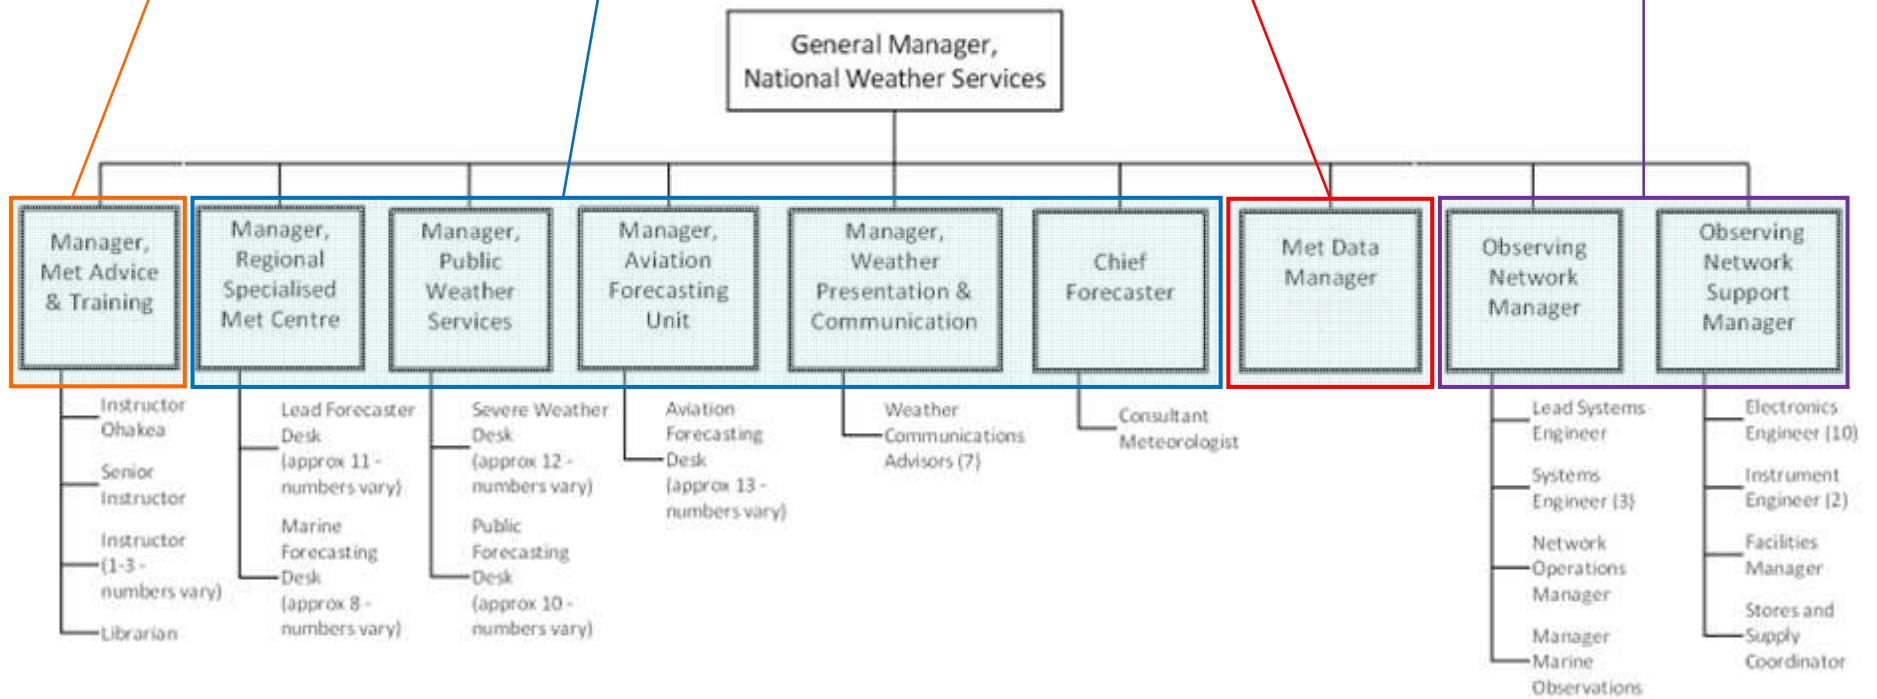 General Manager,
National Weather Services
Manager,
Met Advice
& Training
Manager,
Regional
Specialised
Met Centre
Manager,
Public
Weather
Services
Manager,
Aviation
Forecasting
Unit
Manager,
Weather
Presentation &
Communication
Chief
Forecaster
Met Data
Manager
Observing
Network
Manager
Observing
Network
Support
Manager
Instructor
Ohakea
Senior
Instructor
Instructor
(1-3 -
numbers vary)
Librarian
Lead Forecaster
Desk
(approx 11 -
numbers vary)
Marine
Forecasting
Desk
(approx 8 -
numbers vary)
Severe Weather
Desk
(approx 12 -
numbers vary)
Public
Forecasting
Desk
(approx 10 -
numbers vary)
Aviation
Forecasting
Desk
(approx 13 -
numbers vary)
Weather
Communications
Advisors (7)
Consultant
Meteorologist
Lead Systems
Engineer
Systems
Engineer (3)
Network
Operations
Manager
Manager
Marine
Observations
Electronics
Engineer (10)
Instrument
Engineer (2)
Facilities
Manager
Stores and
Supply
Coordinator